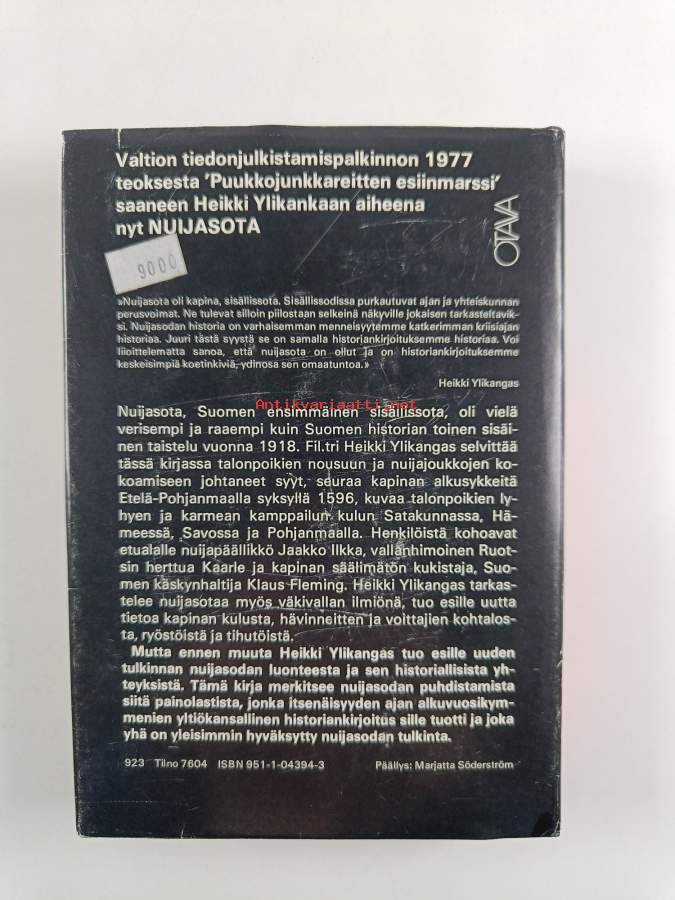 Valtion tiedonjulkistamispalkinnon 1977
teoksesta 'Puukkojunkkareitten esiinmarssi'
saaneen Heikki Ylikankaan aiheena
nyt NUIJASOTA
OTAVA
9000
»Nuijasota oli kapina, sisällissota. Sisällissodissa purkautuvat ajan ja yhteiskunnan
perusvoimat. Ne tulevat silloin piilostaan selkeinä näkyville jokaisen tarkasteltavik-
si. Nuijasodan historia on varhaisemman menneisyytemme katkerimman kriisiajan
historiaa. Juuri tästä syystä se on samalla historiankirjoituksemme historiaa. Voi
liioittelematta sanoa, että nuijasota on ollut ja on historiankirjoituksemme
keskeisimpiä koetinkiviä, ydinosa sen omaatuntoa.»
Heikki Ylikangas
Antikvariaatti.net
Nuijasota, Suomen ensimmäinen sisällissota, oli vielä
verisempi ja raaempi kuin Suomen historian toinen sisäi-
nen taistelu vuonna 1918. Fil.tri Heikki Ylikangas selvittää
tässä kirjassa talonpoikien nousuun ja nuijajoukkojen ko-
koamiseen johtaneet syyt, seuraa kapinan alkusykkeitä
Etelä-Pohjanmaalla syksyllä 1596, kuvaa talonpoikien ly-
hyen ja karmean kamppailun kulun Satakunnassa, Hä-
meessä, Savossa ja Pohjanmaalla. Henkilöistä kohoavat
etualalle nuijapäällikkö Jaakko Ilkka, vallanhimoinen Ruot-
sin herttua Kaarle ja kapinan säälimätön kukistaja, Suo-
men käskynhaltija Klaus Fleming. Heikki Ylikangas tarkas-
telee nuijasotaa myös väkivallan ilmiönä, tuo esille uutta
tietoa kapinan kulusta, hävinneitten ja voittajien kohtalos-
ta, ryöstöistä ja tihutöistä.
Mutta ennen muuta Heikki Ylikangas tuo esille uuden
tulkinnan nuijasodan luonteesta ja sen historiallisista yh-
teyksistä. Tämä kirja merkitsee nuijasodan puhdistamista
siitä painolastista, jonka itsenäisyyden ajan alkuvuosikym-
menien yltiökansallinen historiankirjoitus sille tuotti ja joka
yhä on yleisimmin hyväksytty nuijasodan tulkinta.
923 Tilno 7604 ISBN 951-1-04394-3
Päällys: Marjatta Söderström